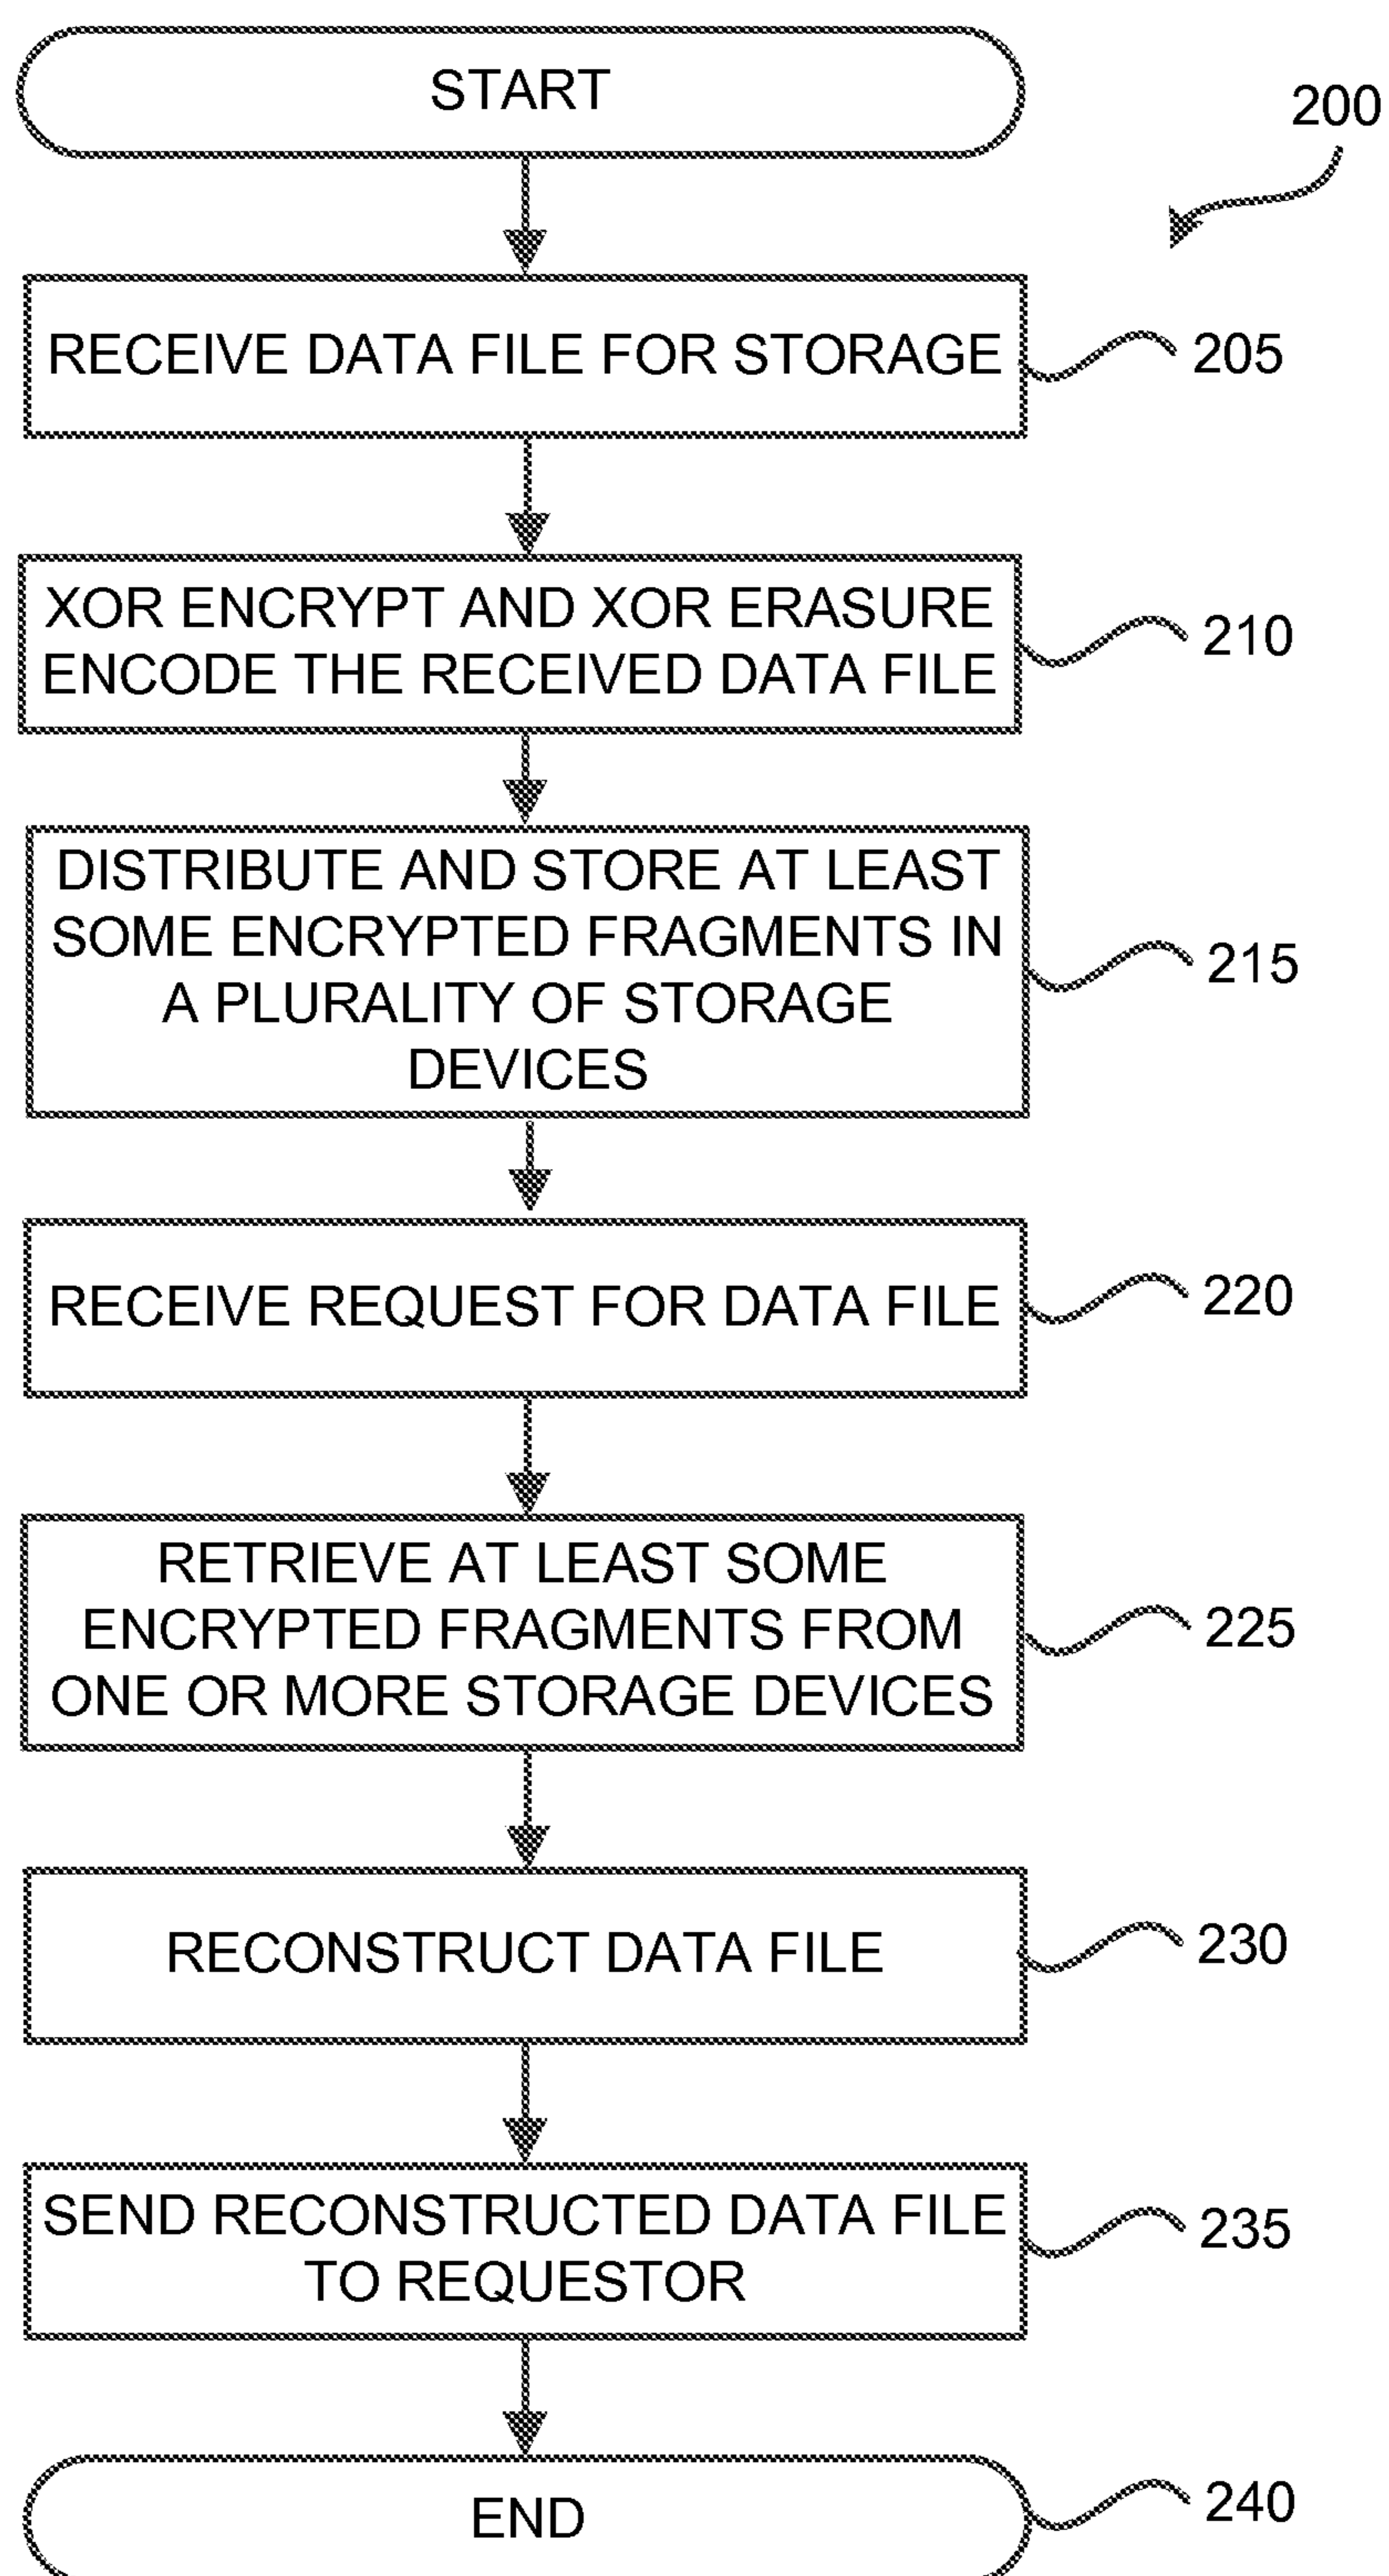 START
200
RECEIVE DATA FILE FOR STORAGE
205
XOR ENCRYPT AND XOR ERASURE
ENCODE THE RECEIVED DATA FILE
210
DISTRIBUTE AND STORE AT LEAST
SOME ENCRYPTED FRAGMENTS IN
A PLURALITY OF STORAGE
DEVICES
215
RECEIVE REQUEST FOR DATA FILE
220
RETRIEVE AT LEAST SOME
ENCRYPTED FRAGMENTS FROM
ONE OR MORE STORAGE DEVICES
225
RECONSTRUCT DATA FILE
230
SEND RECONSTRUCTED DATA FILE
TO REQUESTOR
235
END
240